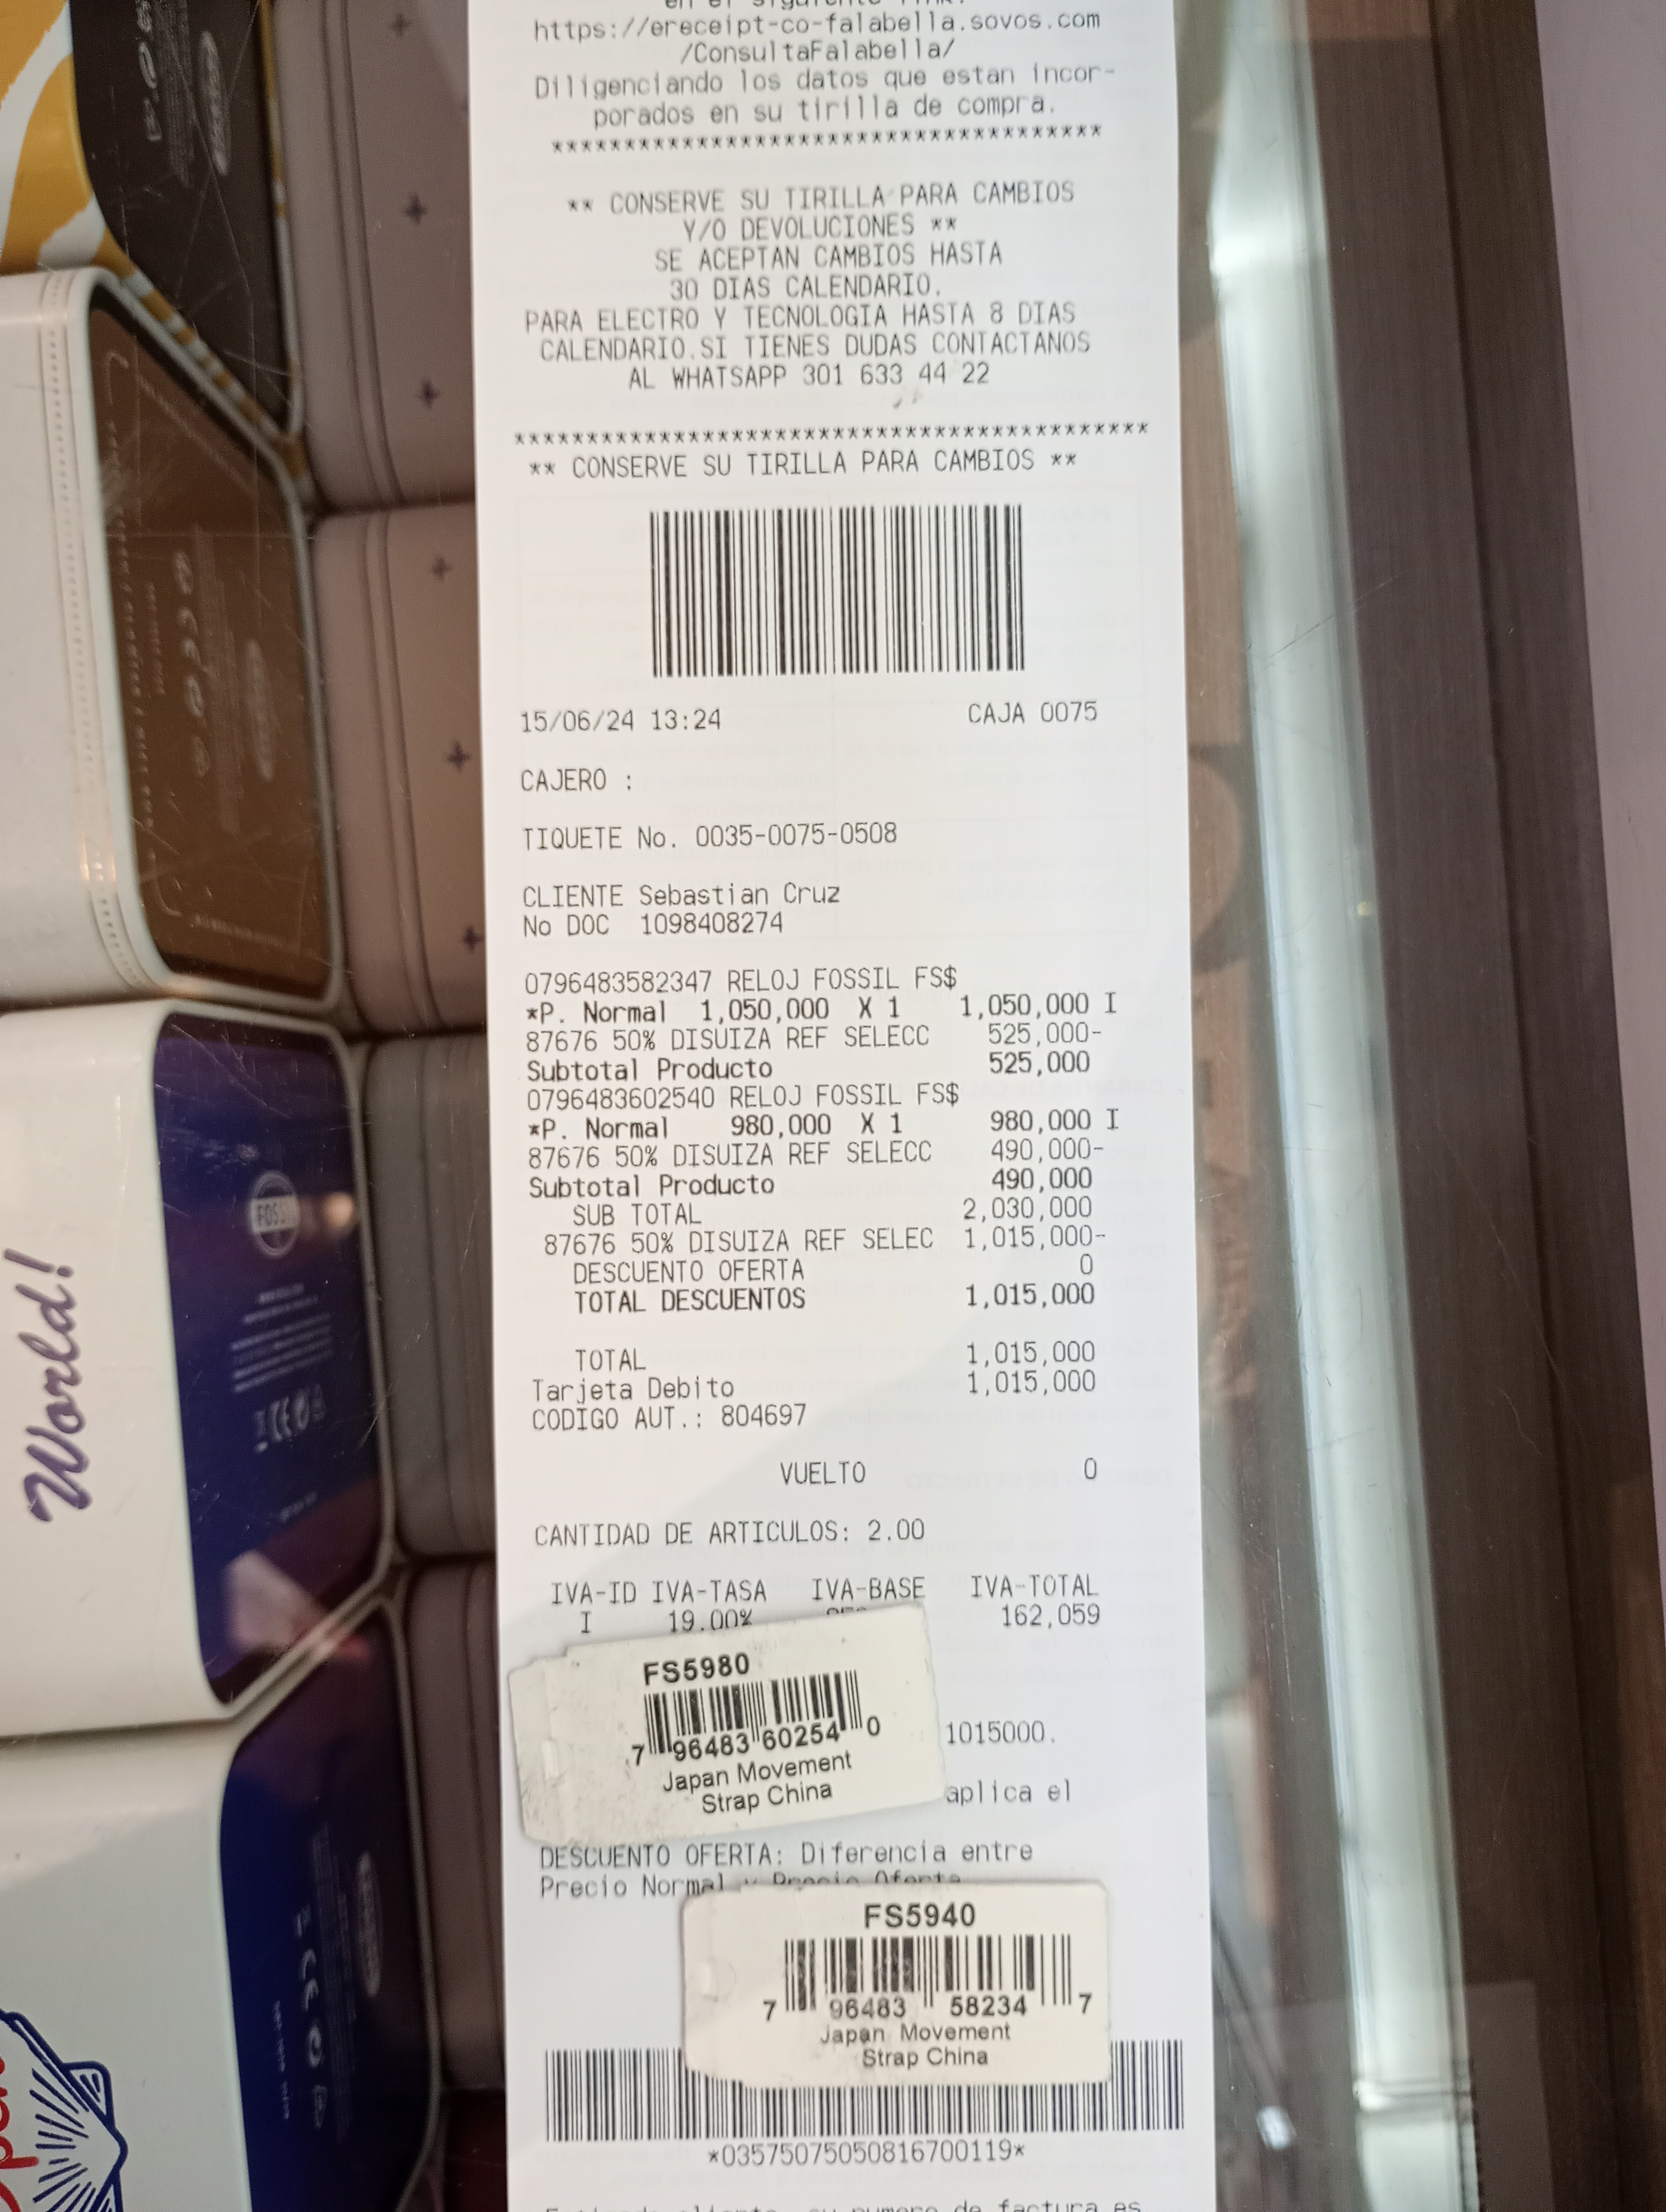 https://ereceipt-co-falabella.sovos.com
/ConsultaFalabella/
Diligenciando los datos que estan incor-
porados en su tirilla de compra.
**************************************
** CONSERVE SU TIRILLA PARA CAMBIOS
Y/O DEVOLUCIONES **
SE ACEPTAN CAMBIOS HASTA
30 DIAS CALENDARIO.
PARA ELECTRO Y TECNOLOGIA HASTA 8 DIAS
CALENDARIO.SI TIENES DUDAS CONTACTANOS
AL WHATSAPP 301 633 44 22
********************************************
** CONSERVE SU TIRILLA PARA CAMBIOS **
15/06/24 13:24 CAJA 0075
CAJERO :
TIQUETE No. 0035-0075-0508
CLIENTE Sebastian Cruz
No DOC 1098408274
0796483582347 RELOJ FOSSIL FS$
*P. Normal 1,050,000 X 1 1,050,000 I
87676 50% DISUIZA REF SELECC 525,000-
Subtotal Producto 525,000
0796483602540 RELOJ FOSSIL FS$
*P. Normal 980,000 X 1 980,000 I
87676 50% DISUIZA REF SELECC 490,000-
Subtotal Producto 490,000
SUB TOTAL 2,030,000
87676 50% DISUIZA REF SELEC 1,015,000-
DESCUENTO OFERTA 0
TOTAL DESCUENTOS 1,015,000
TOTAL 1,015,000
Tarjeta Debito 1,015,000
CODIGO AUT.: 804697
VUELTO 0
CANTIDAD DE ARTICULOS: 2.00
IVA-ID IVA-TASA IVA-BASE IVA-TOTAL
I 19.00% 162,059
FS5980
7 96483 60254 0
Japan Movement
Strap China
1015000.
aplica el
DESCUENTO OFERTA: Diferencia entre
Precio Normal y Precio Oferta
FS5940
7 96483 58234 7
Japan Movement
Strap China
*03575075050816700119*
World!
FOSSIL